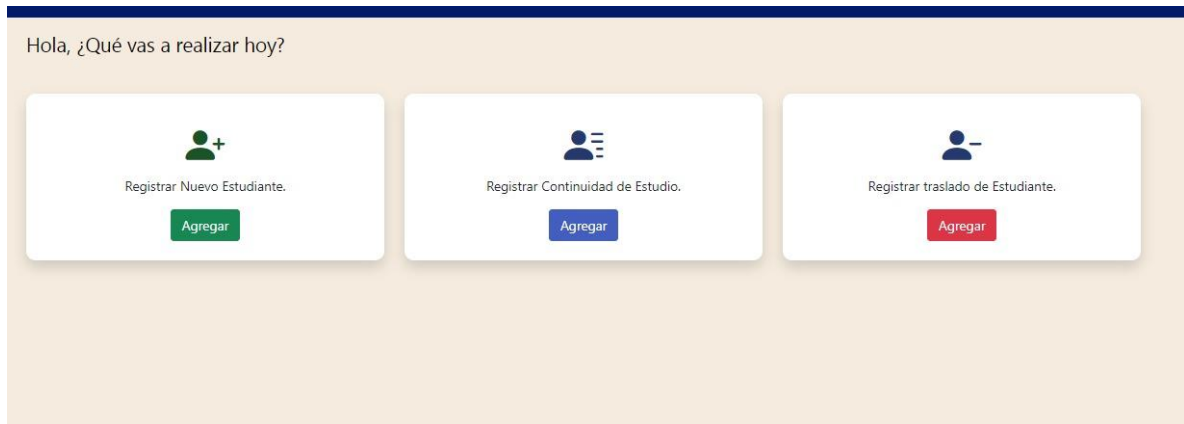 Hola, ¿Qué vas a realizar hoy?
Registrar Nuevo Estudiante.
Agregar
Registrar Continuidad de Estudio.
Agregar
Registrar traslado de Estudiante.
Agregar